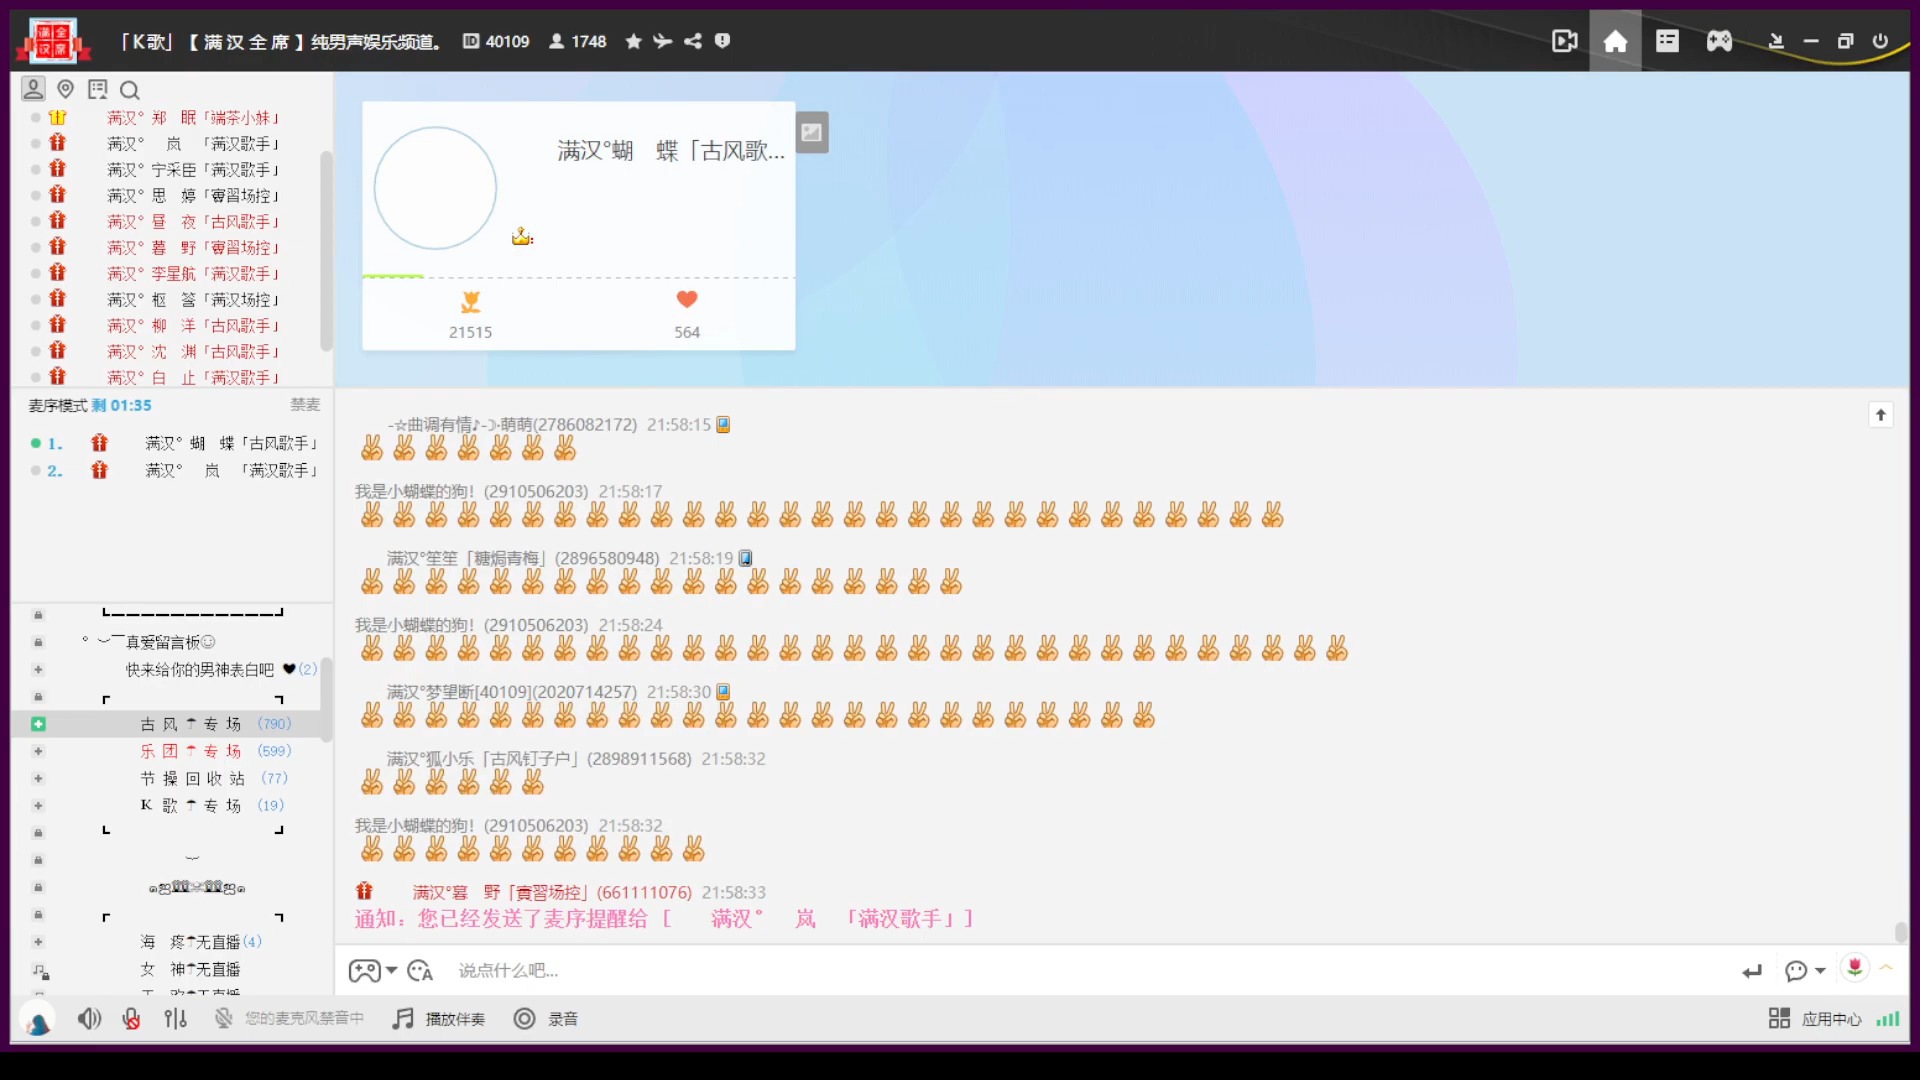 满全
汉席
「K歌」【 满 汉 全 席 】纯男声娱乐频道。 ID 40109 1748
满汉°郑 眠「端茶小妹」
满汉° 岚 「满汉歌手」
满汉°宁采臣「满汉歌手」
满汉°思 婷「實習场控」
满汉°昼 夜「古风歌手」
满汉°暮 野「實習场控」
满汉°李星航「满汉歌手」
满汉°枢 答「满汉场控」
满汉°柳 洋「古风歌手」
满汉°沈 渊「古风歌手」
满汉°白 止「满汉歌手」
麦序模式 剩 01:35 禁麦
1. 满汉°蝴 蝶「古风歌手」
2. 满汉° 岚 「满汉歌手」
真爱留言板
快来给你的男神表白吧 (2)
古 风 ☂ 专 场 (790)
乐 团 ☂ 专 场 (599)
节 操 回 收 站 (77)
K 歌 ☂ 专 场 (19)
海 疼☂无直播(4)
女 神☂无直播
满汉°蝴 蝶「古风歌...
21515 564
-☆曲调有情♪-☽·萌萌(2786082172) 21:58:15
我是小蝴蝶的狗！(2910506203) 21:58:17
满汉°笙笙「糖焗青梅」(2896580948) 21:58:19
我是小蝴蝶的狗！(2910506203) 21:58:24
满汉°梦望断[40109](2020714257) 21:58:30
满汉°狐小乐「古风钉子户」(2898911568) 21:58:32
我是小蝴蝶的狗！(2910506203) 21:58:32
满汉°暮 野「實習场控」(661111076) 21:58:33
通知：您已经发送了麦序提醒给 [ 满汉° 岚 「满汉歌手」]
说点什么吧...
您的麦克风禁音中 播放伴奏 录音 应用中心